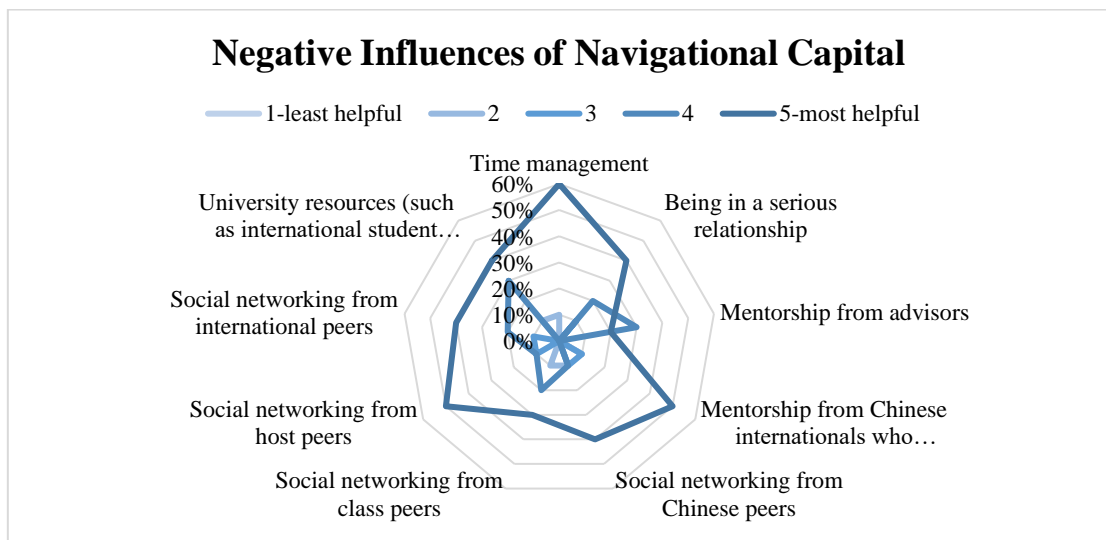 Negative Influences of Navigational Capital
1-least helpful 2 3 4 5-most helpful
Time management
60%
50%
40%
30%
20%
10%
0%
Being in a serious
relationship
Mentorship from advisors
Mentorship from Chinese
internationals who…
Social networking from
Chinese peers
Social networking from
class peers
Social networking from
host peers
Social networking from
international peers
University resources (such
as international student…